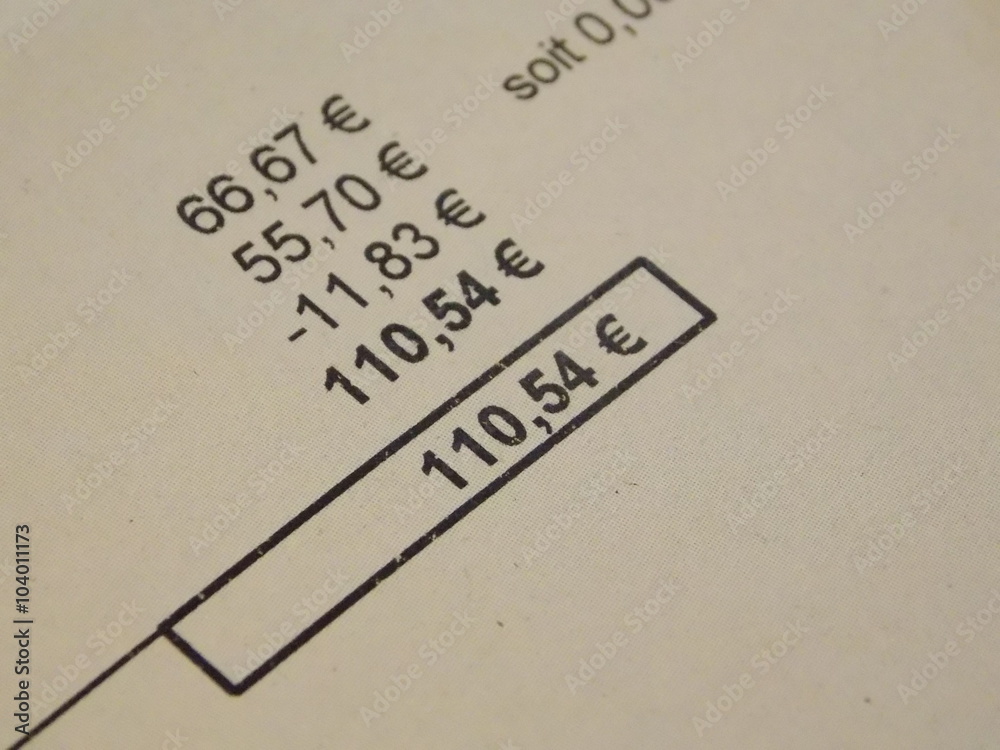 soit 0,0
66,67 €
55,70 €
-11,83 €
110,54 €
110,54 €
Adobe Stock | #104011173